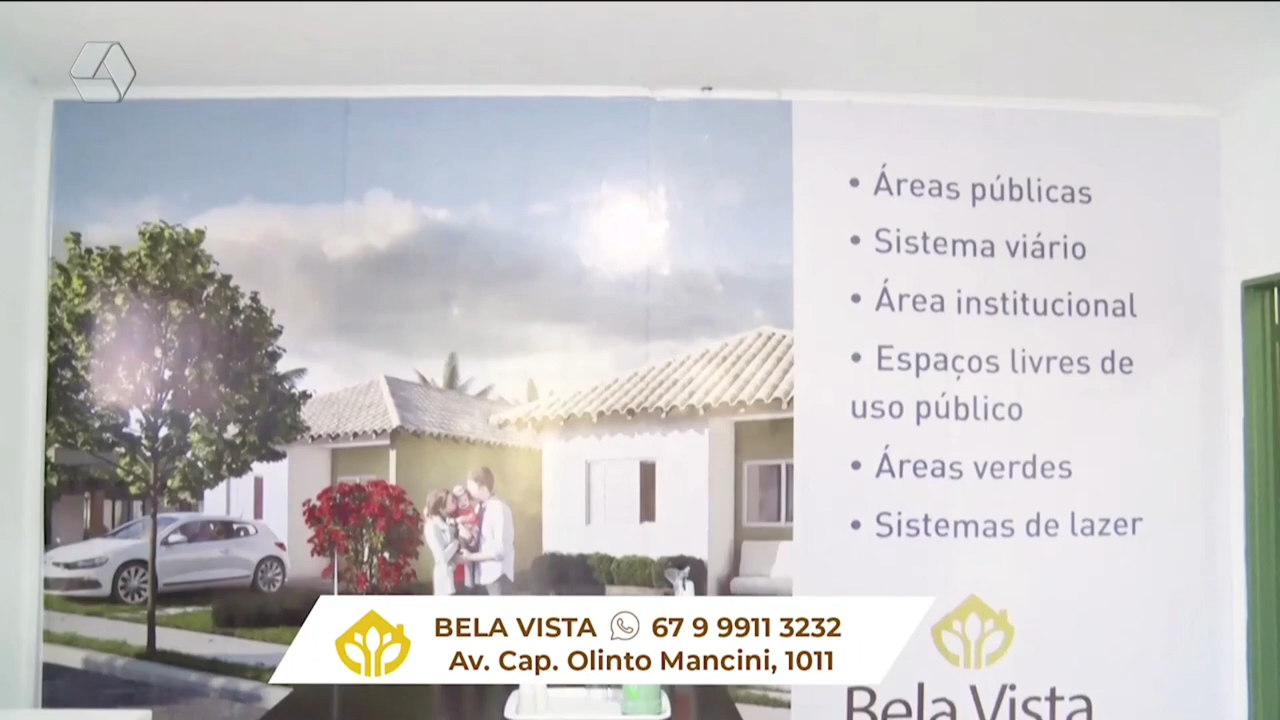 • Áreas públicas
• Sistema viário
• Área institucional
• Espaços livres de
uso público
• Áreas verdes
• Sistemas de lazer
Bela Vista
BELA VISTA 67 9 9911 3232
Av. Cap. Olinto Mancini, 1011